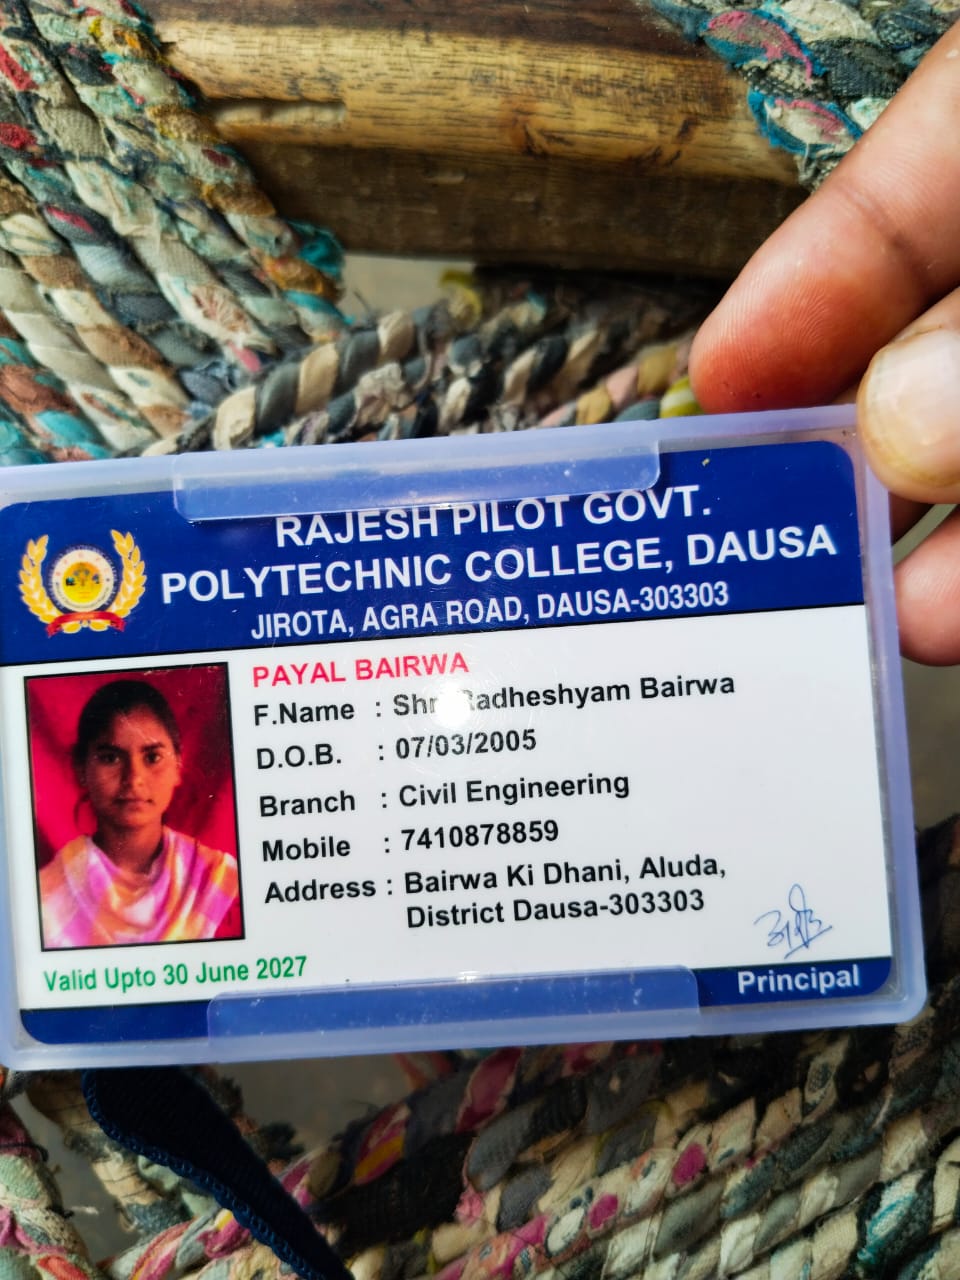 RAJESH PILOT GOVT.
POLYTECHNIC COLLEGE, DAUSA
JIROTA, AGRA ROAD, DAUSA-303303
PAYAL BAIRWA
F.Name : Shri Radheshyam Bairwa
D.O.B. : 07/03/2005
Branch : Civil Engineering
Mobile : 7410878859
Address : Bairwa Ki Dhani, Aluda,
District Dausa-303303
Valid Upto 30 June 2027
Principal